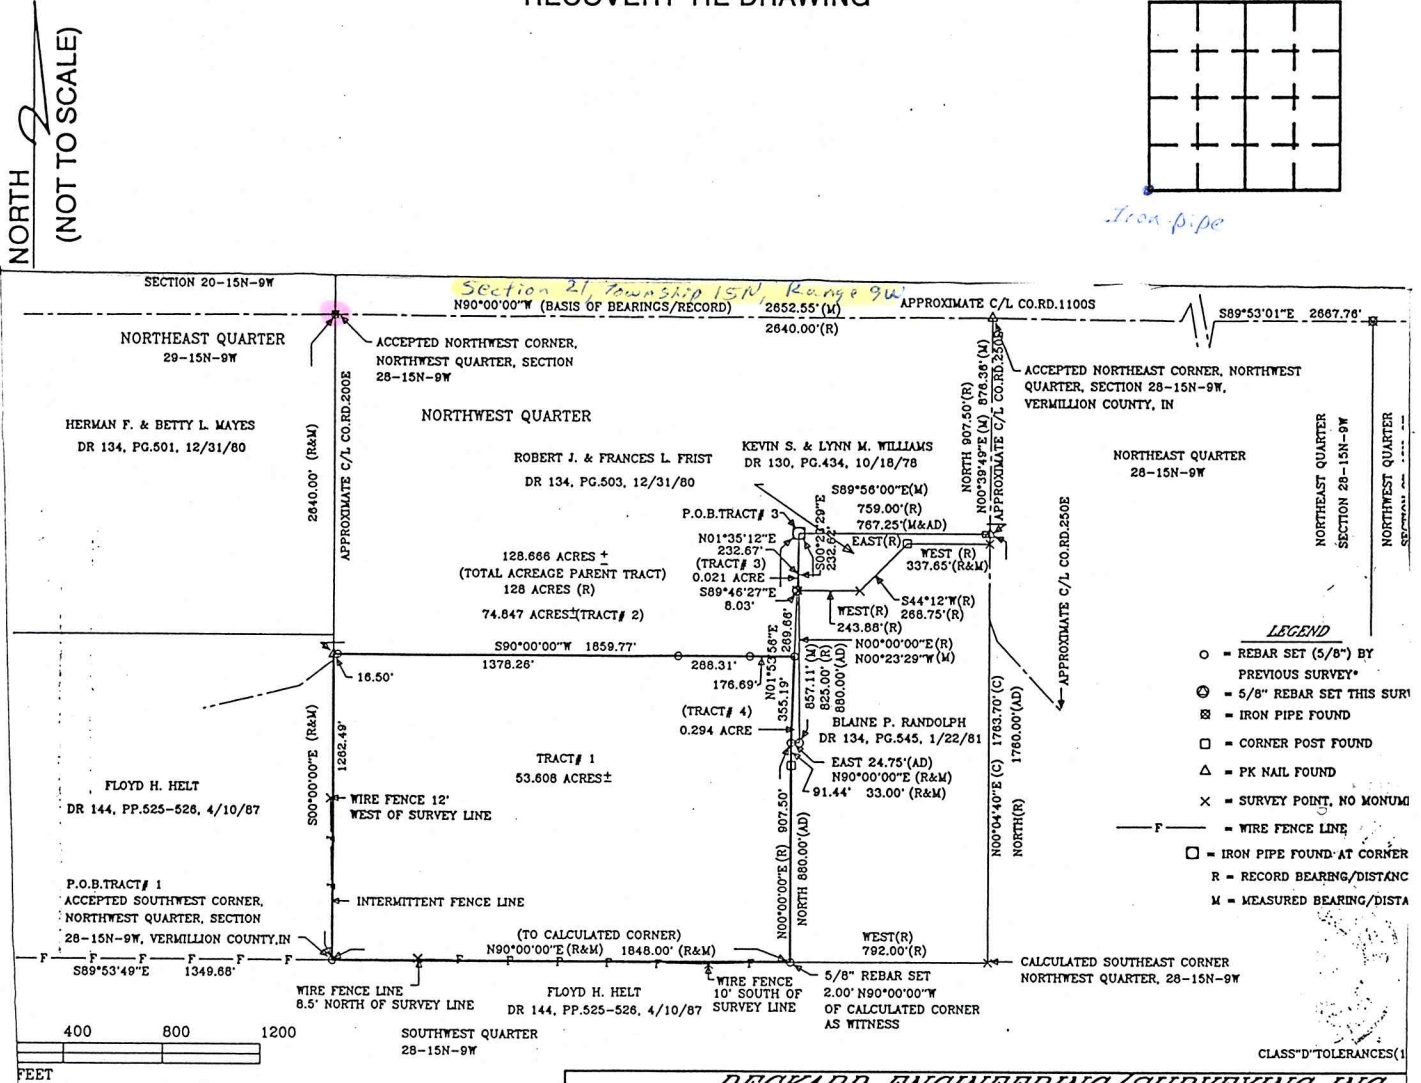 RECOVERY TIE DRAWING
NORTH
(NOT TO SCALE)
Iron pipe
SECTION 20-15N-9W
Section 21, Township 15N, Range 9W
N90°00'00"W (BASIS OF BEARINGS/RECORD) 2652.55'(M)
2640.00'(R)
APPROXIMATE C/L CO.RD.1100S
S89°53'01"E 2667.76'
NORTHEAST QUARTER
29-15N-9W
ACCEPTED NORTHWEST CORNER,
NORTHWEST QUARTER, SECTION
28-15N-9W
2640.00' (R&M)
APPROXIMATE C/L CO.RD.200E
HERMAN F. & BETTY L. MAYES
DR 134, PG.501, 12/31/80
NORTHWEST QUARTER
ROBERT J. & FRANCES L. FRIST
DR 134, PG.503, 12/31/80
KEVIN S. & LYNN M. WILLIAMS
DR 130, PG.434, 10/18/78
NORTH 907.50'(R)
N00°39'49"E (M) 876.36'(M)
APPROXIMATE C/L CO.RD.250E
ACCEPTED NORTHEAST CORNER, NORTHWEST
QUARTER, SECTION 28-15N-9W,
VERMILLION COUNTY, IN
NORTHEAST QUARTER
28-15N-9W
NORTHEAST QUARTER
SECTION 28-15N-9W
NORTHWEST QUARTER
S89°56'00"E(M)
759.00'(R)
767.25'(M&AD)
EAST(R)
P.O.B.TRACT# 3
N01°35'12"E
232.67'
(TRACT# 3)
0.021 ACRE
S89°46'27"E
8.03'
232.62'
WEST (R)
337.65'(R&M)
S44°12'W(R)
268.75'(R)
WEST(R)
243.88'(R)
N00°00'00"E(R)
N00°23'29"W(M)
128.666 ACRES ±
(TOTAL ACREAGE PARENT TRACT)
128 ACRES (R)
74.847 ACRES±(TRACT# 2)
S90°00'00"W 1859.77'
1378.26'
288.31'
176.69'
16.50'
N01°53'56"E
269.66'
355.19'
857.11' (M)
825.00' (R)
880.00'(AD)
APPROXIMATE C/L CO.RD.250E
(TRACT# 4)
0.294 ACRE
BLAINE P. RANDOLPH
DR 134, PG.545, 1/22/81
EAST 24.75'(AD)
N90°00'00"E (R&M)
33.00' (R&M)
91.44'
TRACT# 1
53.608 ACRES±
S00°00'00"E (R&M)
1262.49'
WIRE FENCE 12'
WEST OF SURVEY LINE
FLOYD H. HELT
DR 144, PP.525-526, 4/10/87
N00°00'00"E (R) 907.50'
NORTH 880.00'(AD)
N00°04'40"E (C) 1763.70' (C)
NORTH(R) 1760.00'(AD)
LEGEND
= REBAR SET (5/8") BY
PREVIOUS SURVEY*
= 5/8" REBAR SET THIS SUR
= IRON PIPE FOUND
= CORNER POST FOUND
= PK NAIL FOUND
= SURVEY POINT, NO MONUM
F = WIRE FENCE LINE
= IRON PIPE FOUND AT CORNER
R = RECORD BEARING/DISTANC
M = MEASURED BEARING/DISTA
P.O.B.TRACT# 1
ACCEPTED SOUTHWEST CORNER,
NORTHWEST QUARTER, SECTION
28-15N-9W, VERMILLION COUNTY,IN
INTERMITTENT FENCE LINE
(TO CALCULATED CORNER)
N90°00'00"E (R&M) 1848.00' (R&M)
WEST(R)
792.00'(R)
F F F F F F F F F F
S89°53'49"E 1349.68'
WIRE FENCE LINE
8.5' NORTH OF SURVEY LINE
FLOYD H. HELT
DR 144, PP.525-526, 4/10/87
WIRE FENCE
10' SOUTH OF
SURVEY LINE
5/8" REBAR SET
2.00' N90°00'00"W
OF CALCULATED CORNER
AS WITNESS
CALCULATED SOUTHEAST CORNER
NORTHWEST QUARTER, 28-15N-9W
SOUTHWEST QUARTER
28-15N-9W
400 800 1200
FEET
CLASS"D"TOLERANCES(1